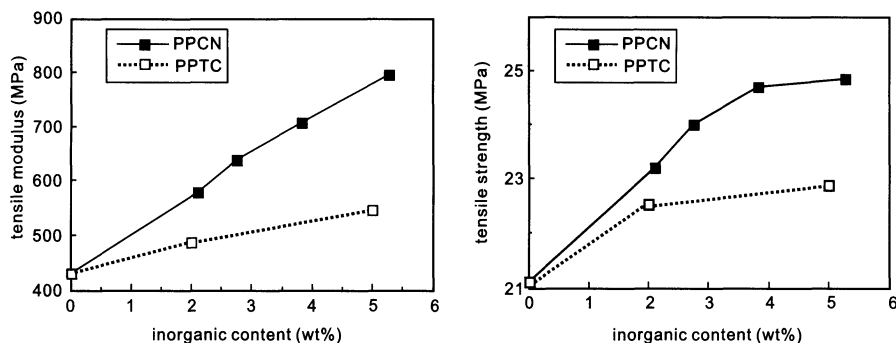 900
800
700
600
500
400
tensile modulus (MPa)
PPCN
PPTC
0 1 2 3 4 5 6
inorganic content (wt%)
25
23
21
tensile strength (MPa)
PPCN
PPTC
0 1 2 3 4 5 6
inorganic content (wt%)